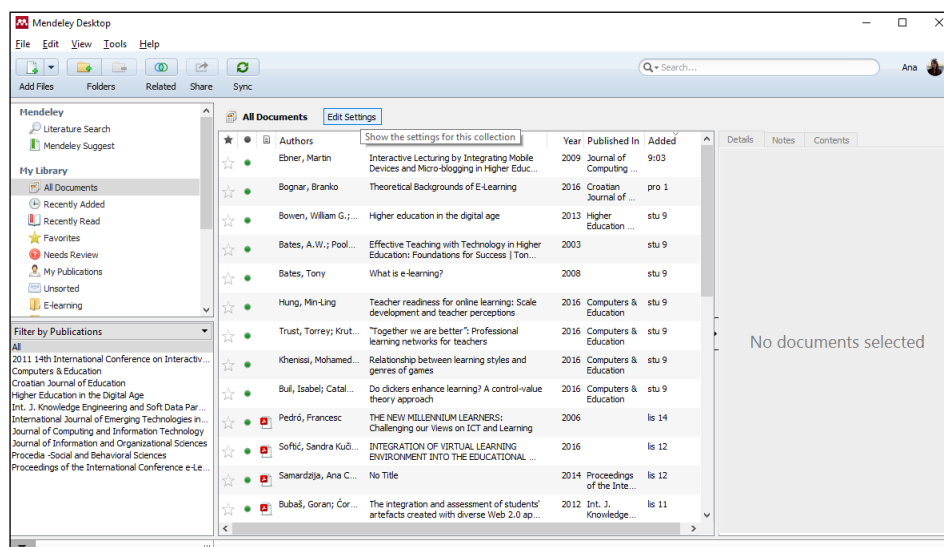 Mendeley Desktop
File Edit View Tools Help
Search...
Ana
Add Files Folders Related Share Sync
Mendeley
Literature Search
Mendeley Suggest
My Library
All Documents
Recently Added
Recently Read
Favorites
Needs Review
My Publications
Unsorted
E-learning
Filter by Publications
All
2011 14th International Conference on Interactiv...
Computers & Education
Croatian Journal of Education
Higher Education in the Digital Age
Int. J. Knowledge Engineering and Soft Data Par...
International Journal of Emerging Technologies in...
Journal of Computing and Information Technology
Journal of Information and Organizational Sciences
Procedia -Social and Behavioral Sciences
Proceedings of the International Conference e-Le...
All Documents Edit Settings
Show the settings for this collection
Authors Year Published In Added
Ebner, Martin Interactive Lecturing by Integrating Mobile 2009 Journal of 9:03
Devices and Micro-blogging in Higher Educ... Computing ...
Bognar, Branko Theoretical Backgrounds of E-Learning 2016 Croatian pro 1
Journal of ...
Bowen, William G.;... Higher education in the digital age 2013 Higher stu 9
Education ...
Bates, A.W.; Pool... Effective Teaching with Technology in Higher 2003 stu 9
Education: Foundations for Success | Ton...
Bates, Tony What is e-learning? 2008 stu 9
Hung, Min-Ling Teacher readiness for online learning: Scale 2016 Computers & stu 9
development and teacher perceptions Education
Trust, Torrey; Krut... "Together we are better": Professional 2016 Computers & stu 9
learning networks for teachers Education
Khenissi, Mohamed... Relationship between learning styles and 2016 Computers & stu 9
genres of games Education
Buil, Isabel; Catal... Do clickers enhance learning? A control-value 2016 Computers & stu 9
theory approach Education
Pedró, Francesc THE NEW MILLENNIUM LEARNERS: 2006 lis 14
Challenging our Views on ICT and Learning
Softić, Sandra Kuči... INTEGRATION OF VIRTUAL LEARNING 2016 lis 12
ENVIRONMENT INTO THE EDUCATIONAL ...
Samardzija, Ana C... No Title 2014 Proceedings lis 12
of the Inte...
Bubaš, Goran; Ćor... The integration and assessment of students' 2012 Int. J. lis 11
artefacts created with diverse Web 2.0 ap... Knowledge...
Details Notes Contents
No documents selected